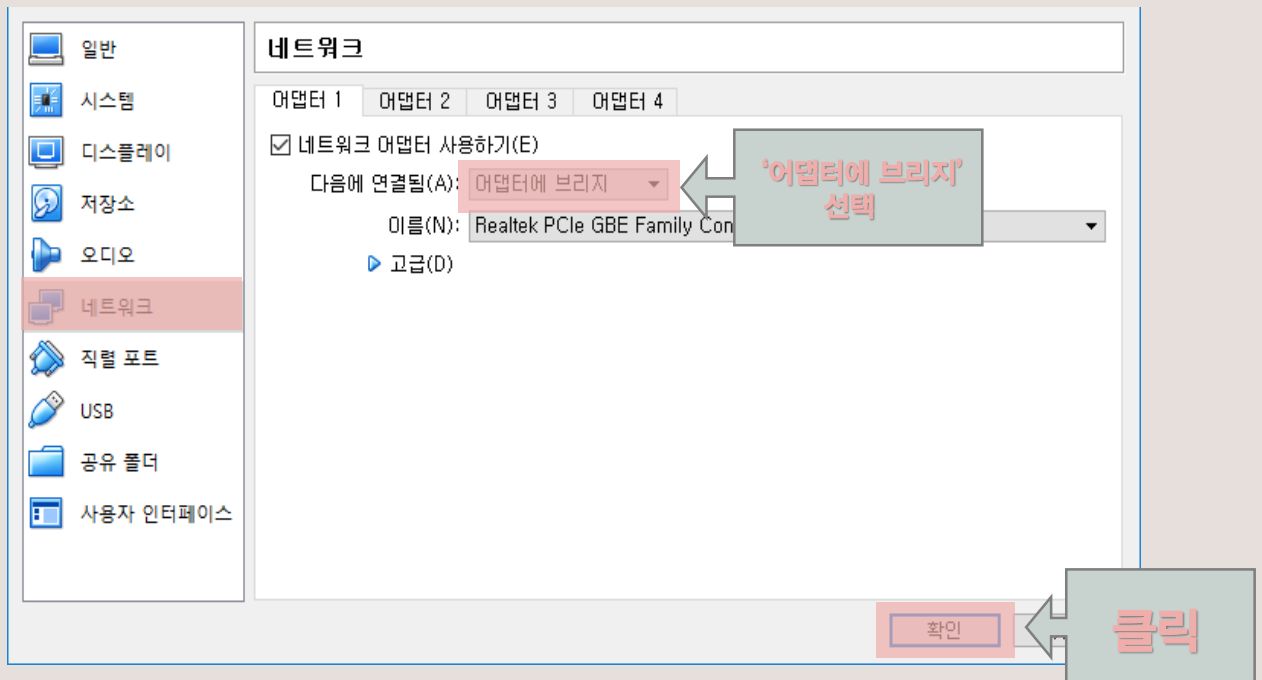 일반
시스템
디스플레이
저장소
오디오
네트워크
직렬 포트
USB
공유 폴더
사용자 인터페이스
네트워크
어댑터 1 어댑터 2 어댑터 3 어댑터 4
네트워크 어댑터 사용하기(E)
다음에 연결됨(A): 어댑터에 브리지
‘어댑터에 브리지’
선택
이름(N): Realtek PCIe GBE Family
고급(D)
확인
클릭